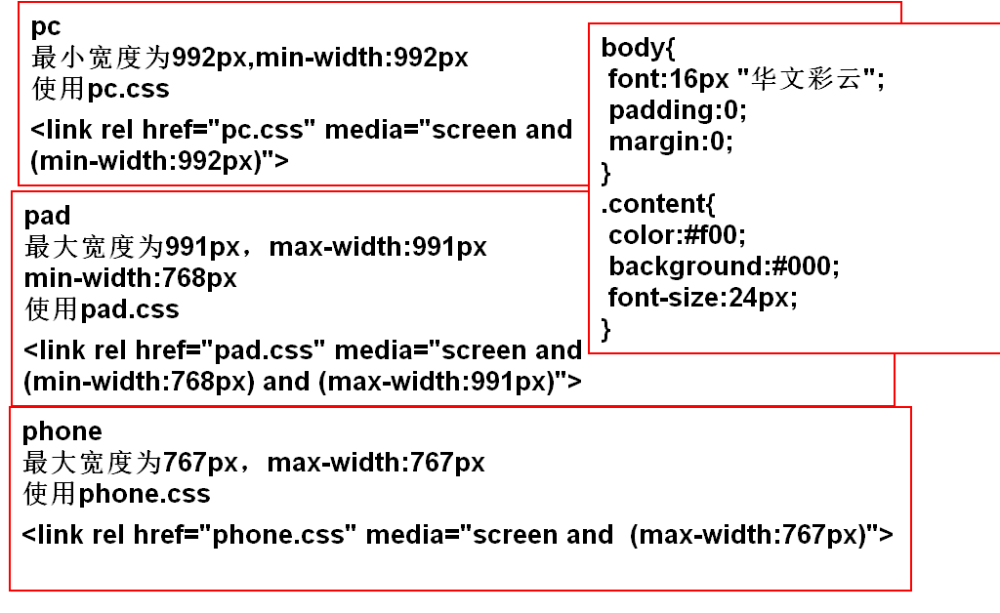 pc
最小宽度为992px,min-width:992px
使用pc.css
<link rel href="pc.css" media="screen and
(min-width:992px)">
body{
font:16px "华文彩云";
padding:0;
margin:0;
}
.content{
color:#f00;
background:#000;
font-size:24px;
}
pad
最大宽度为991px，max-width:991px
min-width:768px
使用pad.css
<link rel href="pad.css" media="screen and
(min-width:768px) and (max-width:991px)">
phone
最大宽度为767px，max-width:767px
使用phone.css
<link rel href="phone.css" media="screen and  (max-width:767px)">